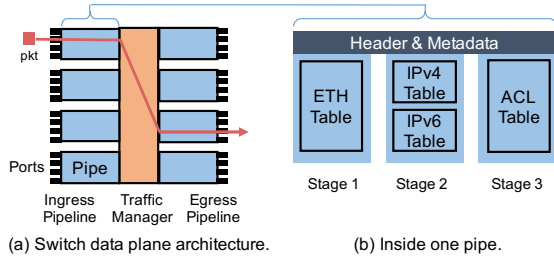 pkt
Ports
Pipe
Ingress
Pipeline
Traffic
Manager
Egress
Pipeline
(a) Switch data plane architecture.
Header & Metadata
ETH
Table
IPv4
Table
IPv6
Table
ACL
Table
Stage 1
Stage 2
Stage 3
(b) Inside one pipe.